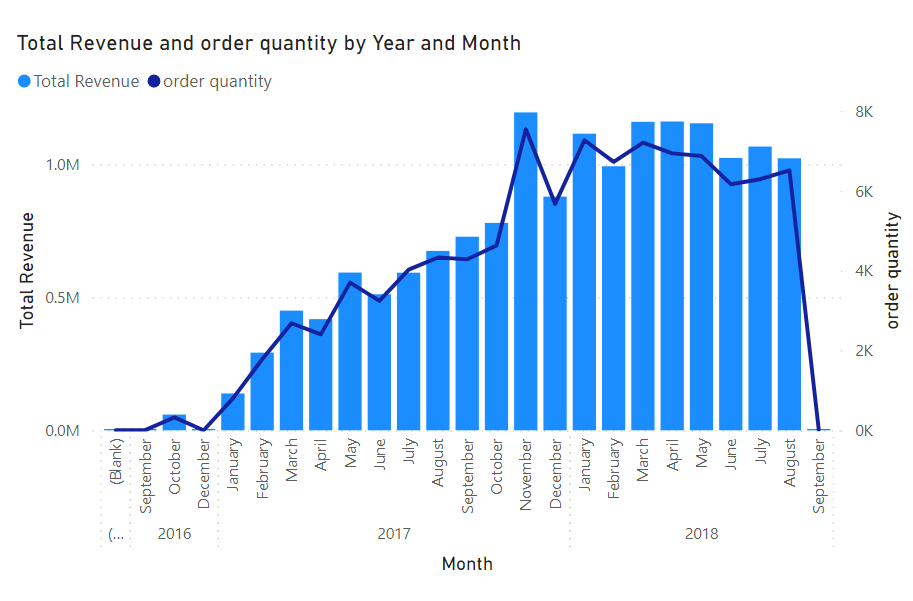 Total Revenue and order quantity by Year and Month
Total Revenue order quantity
8K
1.0M
6K
4K
0.5M
2K
0.0M
0K
Total Revenue
order quantity
(Blank) September October December January February March April May June July August September October November December January February March April May June July August September
(... 2016 2017 2018
Month